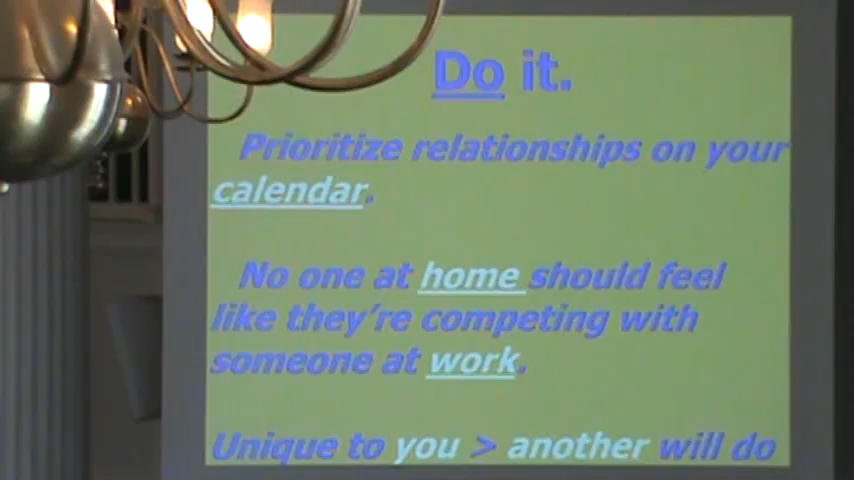 Do it.
Prioritize relationships on your
calendar.
No one at home should feel
like they're competing with
someone at work.
Unique to you > another will do